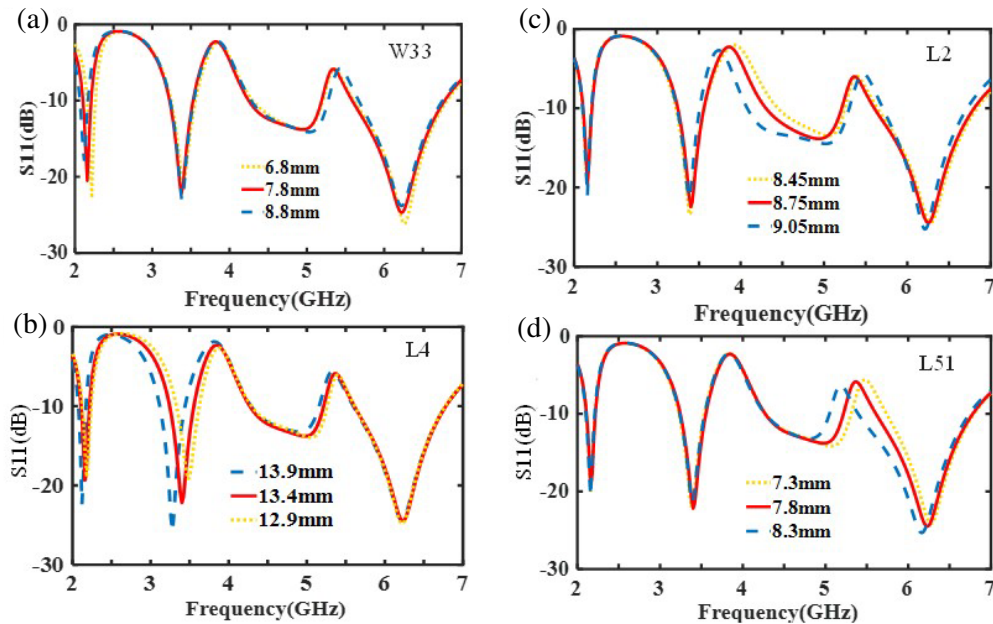 (a)
W33
S11(dB)
0
-10
-20
-30
6.8mm
7.8mm
8.8mm
2 3 4 5 6 7
Frequency(GHz)
(c)
L2
S11(dB)
0
-10
-20
-30
8.45mm
8.75mm
9.05mm
2 3 4 5 6 7
Frequency(GHz)
(b)
L4
S11(dB)
0
-10
-20
-30
13.9mm
13.4mm
12.9mm
2 3 4 5 6 7
Frequency(GHz)
(d)
L51
S11(dB)
0
-10
-20
-30
7.3mm
7.8mm
8.3mm
2 3 4 5 6 7
Frequency(GHz)